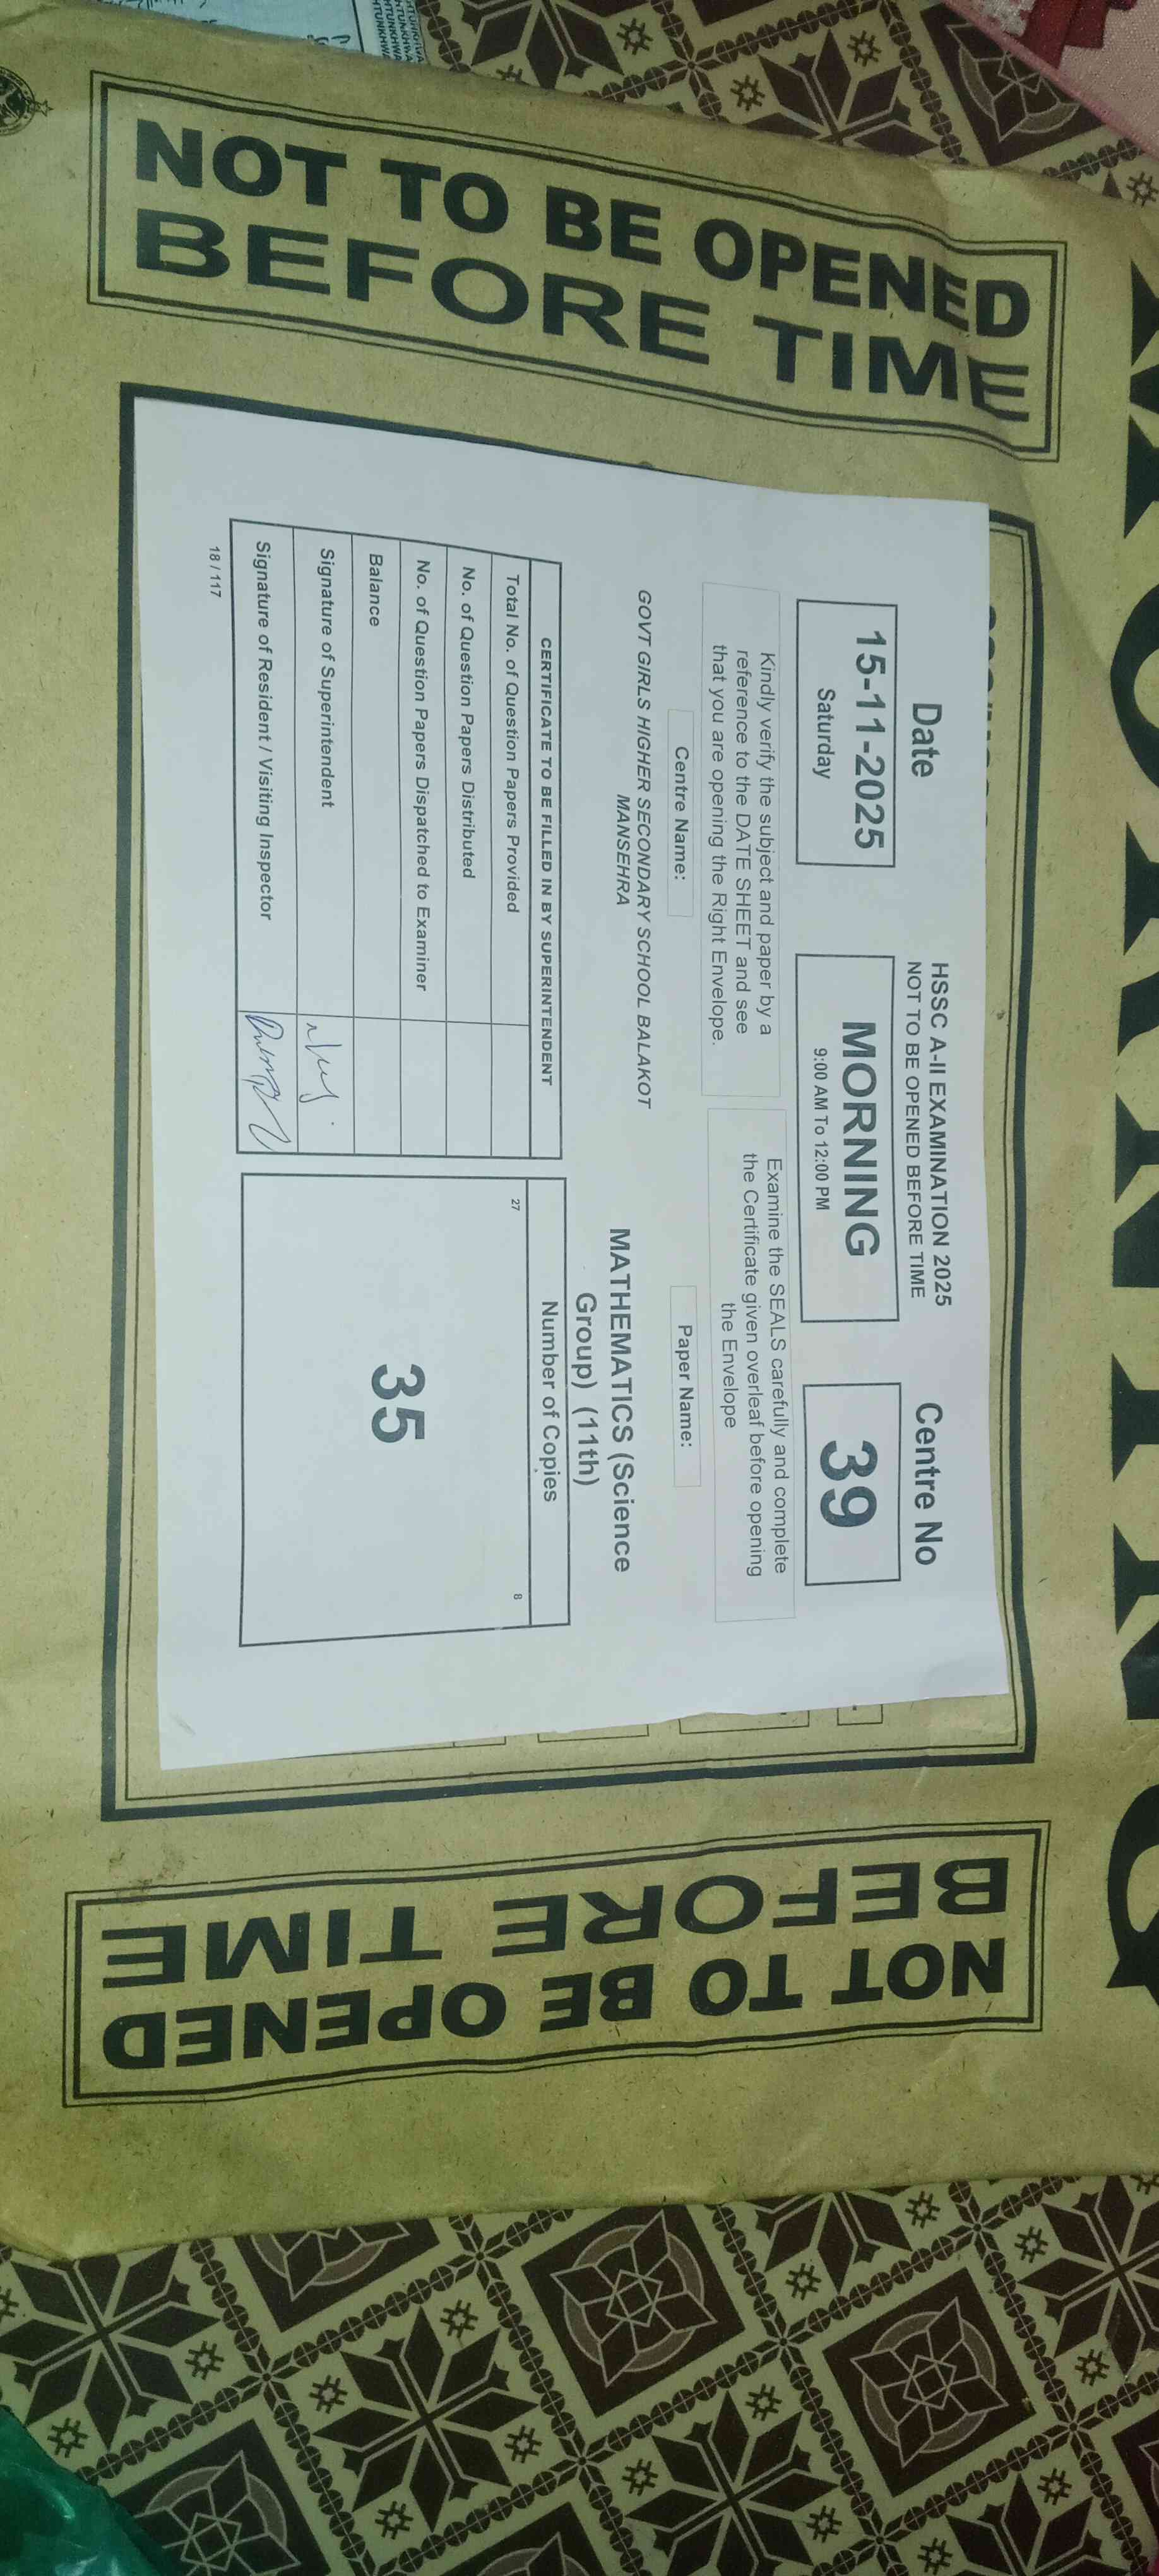 NOT TO BE OPENED
BEFORE TIME
HSSC A-II EXAMINATION 2025
NOT TO BE OPENED BEFORE TIME
Date
Centre No
15-11-2025
Saturday
MORNING
9:00 AM To 12:00 PM
39
Kindly verify the subject and paper by a
reference to the DATE SHEET and see
that you are opening the Right Envelope.
Examine the SEALS carefully and complete
the Certificate given overleaf before opening
the Envelope
Centre Name:
Paper Name:
GOVT GIRLS HIGHER SECONDARY SCHOOL BALAKOT
MANSEHRA
MATHEMATICS (Science
Group) (11th)
CERTIFICATE TO BE FILLED IN BY SUPERINTENDENT
Total No. of Question Papers Provided
No. of Question Papers Distributed
No. of Question Papers Dispatched to Examiner
Balance
Signature of Superintendent
Signature of Resident / Visiting Inspector
Number of Copies
27
8
35
18 / 117
NOT TO BE OPENED
BEFORE TIME